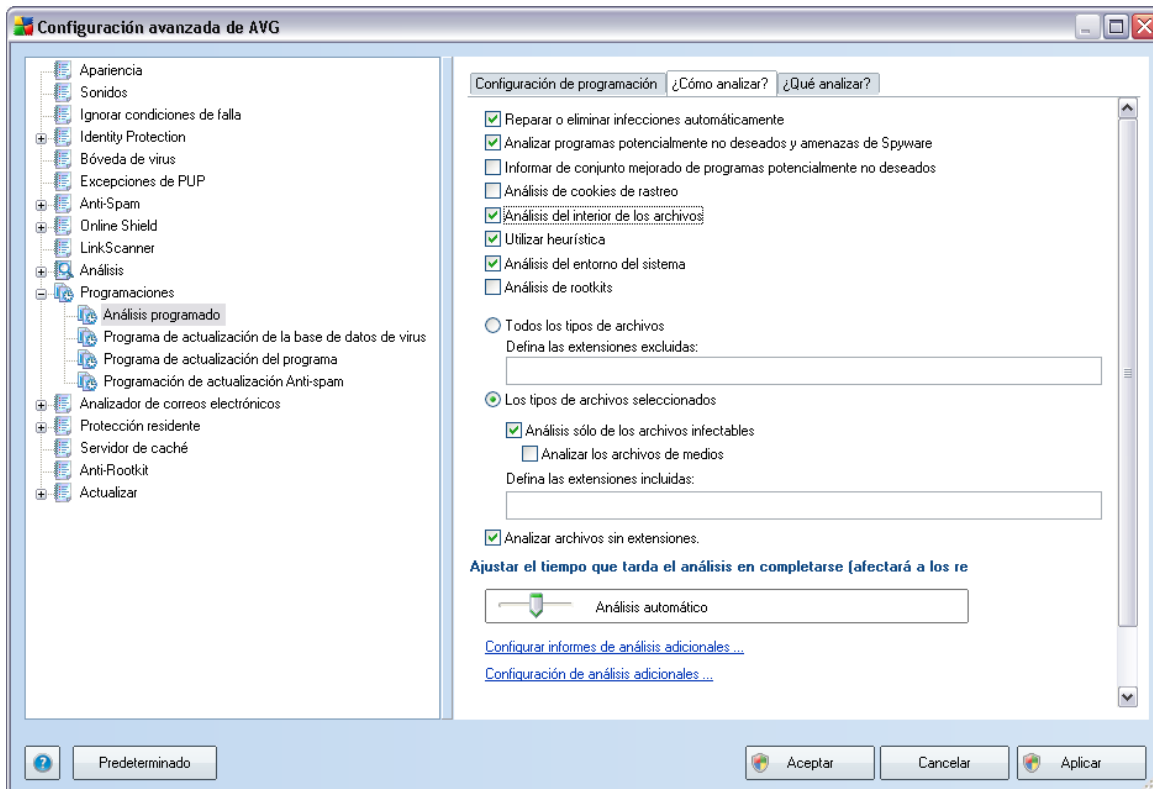 Configuración avanzada de AVG
Apariencia
Sonidos
Ignorar condiciones de falla
Identity Protection
Bóveda de virus
Excepciones de PUP
Anti-Spam
Online Shield
LinkScanner
Análisis
Programaciones
Análisis programado
Programa de actualización de la base de datos de virus
Programa de actualización del programa
Programación de actualización Anti-spam
Analizador de correos electrónicos
Protección residente
Servidor de caché
Anti-Rootkit
Actualizar
Configuración de programación
¿Cómo analizar?
¿Qué analizar?
Reparar o eliminar infecciones automáticamente
Analizar programas potencialmente no deseados y amenazas de Spyware
Informar de conjunto mejorado de programas potencialmente no deseados
Análisis de cookies de rastreo
Análisis del interior de los archivos
Utilizar heurística
Análisis del entorno del sistema
Análisis de rootkits
Todos los tipos de archivos
Defina las extensiones excluidas:
Los tipos de archivos seleccionados
Análisis sólo de los archivos infectables
Analizar los archivos de medios
Defina las extensiones incluidas:
Analizar archivos sin extensiones.
Ajustar el tiempo que tarda el análisis en completarse (afectará a los re
Análisis automático
Configurar informes de análisis adicionales ...
Configuración de análisis adicionales ...
Predeterminado
Aceptar
Cancelar
Aplicar